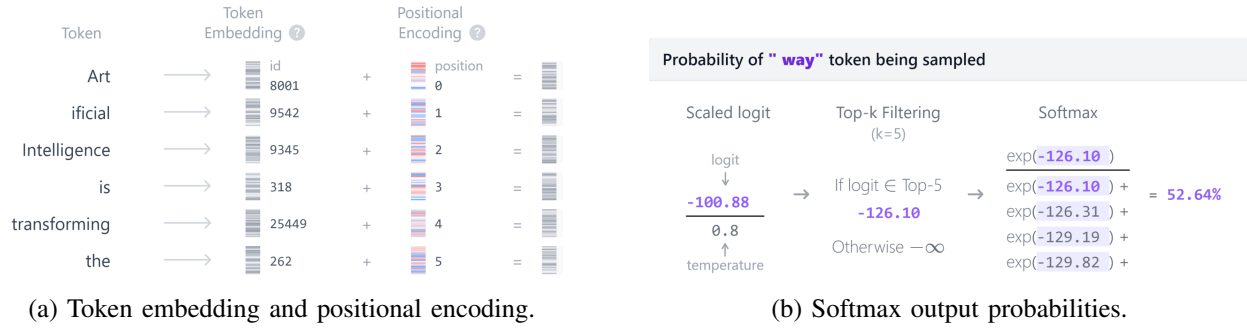 Token
Token Embedding ?
Positional Encoding ?
Art
id
8001
+
position
0
=
ificial
9542
+
1
=
Intelligence
9345
+
2
=
is
318
+
3
=
transforming
25449
+
4
=
the
262
+
5
=
(a) Token embedding and positional encoding.
Probability of " way" token being sampled
Scaled logit
logit
↓
-100.88
0.8
↑
temperature
→
Top-k Filtering
(k=5)
If logit ∈ Top-5
-126.10
Otherwise −∞
→
Softmax
exp(-126.10 )
exp(-126.10 ) +
exp(-126.31 ) +
exp(-129.19 ) +
exp(-129.82 ) +
= 52.64%
(b) Softmax output probabilities.